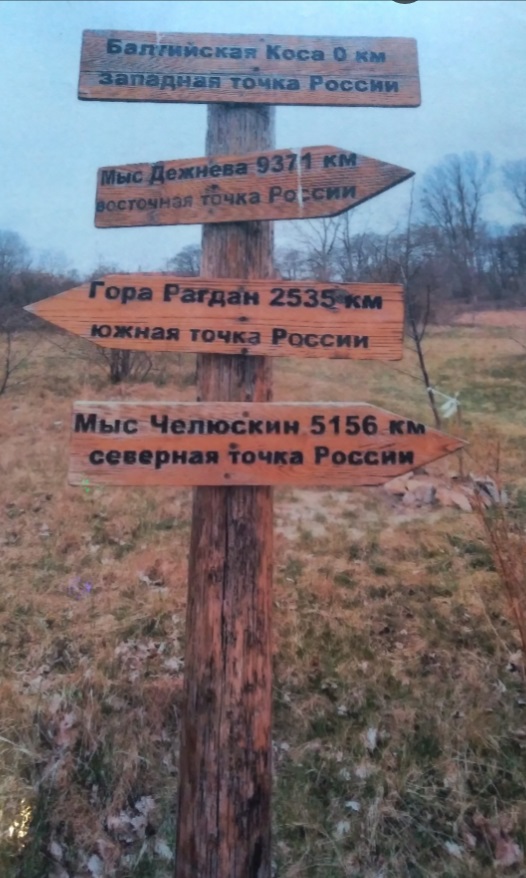 Балтийская Коса 0 км
западная точка России
Мыс Дежнева 9371 км
восточная точка России
Гора Рагдан 2535 км
южная точка России
Мыс Челюскин 5156 км
северная точка России